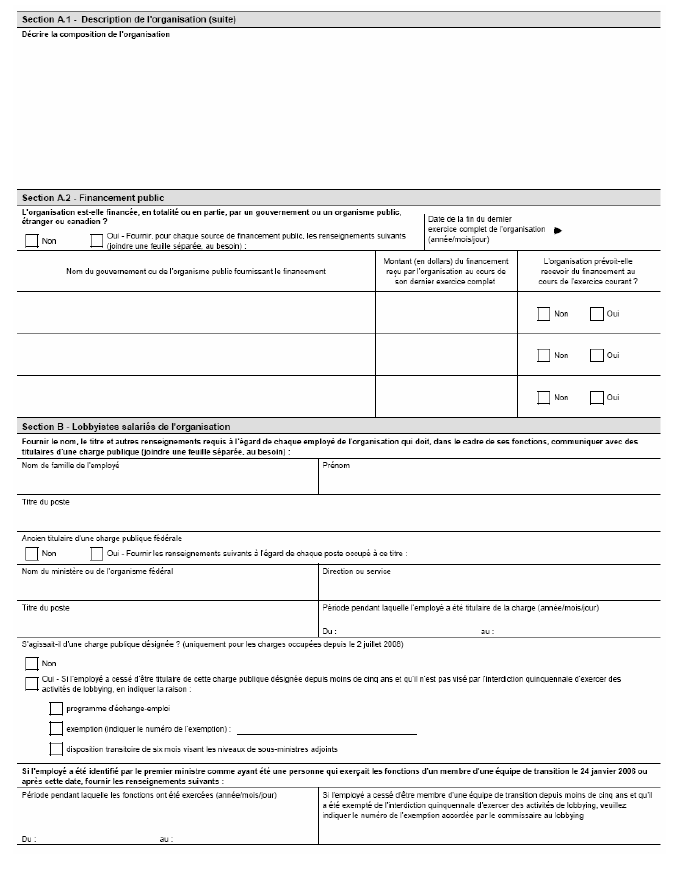 Section A.1 - Description de l'organisation (suite)
Décrire la composition de l'organisation
Section A.2 - Financement public
L'organisation est-elle financée, en totalité ou en partie, par un gouvernement ou un organisme public,
étranger ou canadien ?
Non
Oui - Fournir, pour chaque source de financement public, les renseignements suivants
(joindre une feuille séparée, au besoin) :
Date de la fin du dernier
exercice complet de l'organisation
(année/mois/jour)
Nom du gouvernement ou de l'organisme public fournissant le financement
Montant (en dollars) du financement
reçu par l'organisation au cours de
son dernier exercice complet
L'organisation prévoit-elle
recevoir du financement au
cours de l'exercice courant ?
Non Oui
Non Oui
Non Oui
Section B - Lobbyistes salariés de l'organisation
Fournir le nom, le titre et autres renseignements requis à l'égard de chaque employé de l'organisation qui doit, dans le cadre de ses fonctions, communiquer avec des
titulaires d'une charge publique (joindre une feuille séparée, au besoin) :
Nom de famille de l'employé
Prénom
Titre du poste
Ancien titulaire d'une charge publique fédérale
Non
Oui - Fournir les renseignements suivants à l'égard de chaque poste occupé à ce titre :
Nom du ministère ou de l'organisme fédéral
Direction ou service
Titre du poste
Période pendant laquelle l'employé a été titulaire de la charge (année/mois/jour)
Du : au :
S'agissait-il d'une charge publique désignée ? (uniquement pour les charges occupées depuis le 2 juillet 2008)
Non
Oui - Si l'employé a cessé d'être titulaire de cette charge publique désignée depuis moins de cinq ans et qu'il n'est pas visé par l'interdiction quinquennale d'exercer des
activités de lobbying, en indiquer la raison :
programme d'échange-emploi
exemption (indiquer le numéro de l'exemption) :
disposition transitoire de six mois visant les niveaux de sous-ministres adjoints
Si l'employé a été identifié par le premier ministre comme ayant été une personne qui exerçait les fonctions d'un membre d'une équipe de transition le 24 janvier 2006 ou
après cette date, fournir les renseignements suivants :
Période pendant laquelle les fonctions ont été exercées (année/mois/jour)
Du : au :
Si l'employé a cessé d'être membre d'une équipe de transition depuis moins de cinq ans et qu'il
a été exempté de l'interdiction quinquennale d'exercer des activités de lobbying, veuillez
indiquer le numéro de l'exemption accordée par le commissaire au lobbying